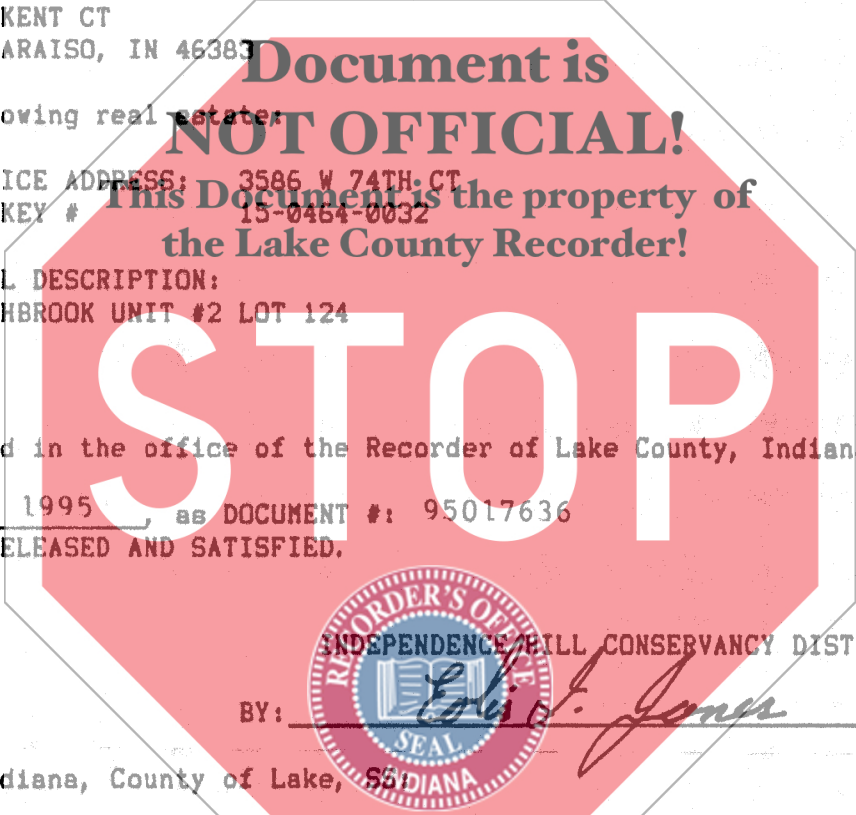 KENT CT
ARAISO, IN 46383
Document is
owing real estate:
NOT OFFICIAL!
ICE ADDRESS: 3586 W 74TH CT
This Document is the property of
KEY # 15-0464-0032
the Lake County Recorder!
L DESCRIPTION:
HBROOK UNIT #2 LOT 124
STOP
d in the office of the Recorder of Lake County, Indian
1995, as DOCUMENT #: 95017636
ELEASED AND SATISFIED.
RECORDER'S OFFICE
INDEPENDENCE HILL CONSERVANCY DIST
BY: J. Jones
SEAL
INDIANA
diana, County of Lake, SS: